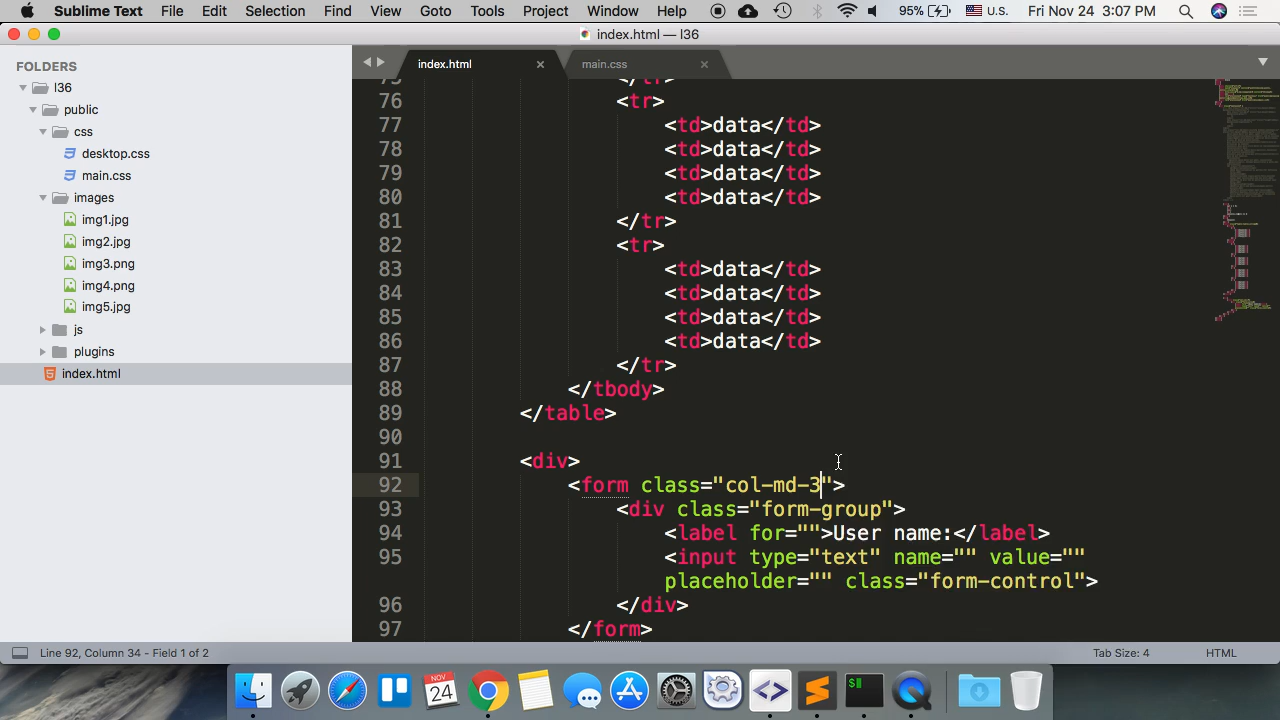 Sublime Text File Edit Selection Find View Goto Tools Project Window Help 95% U.S. Fri Nov 24 3:07 PM
index.html — l36
FOLDERS
l36
public
css
desktop.css
main.css
images
img1.jpg
img2.jpg
img3.png
img4.png
img5.jpg
js
plugins
index.html
index.html × main.css ×
75 </tr>
76 <tr>
77 <td>data</td>
78 <td>data</td>
79 <td>data</td>
80 <td>data</td>
81 </tr>
82 <tr>
83 <td>data</td>
84 <td>data</td>
85 <td>data</td>
86 <td>data</td>
87 </tr>
88 </tbody>
89 </table>
90
91 <div>
92 <form class="col-md-3">
93 <div class="form-group">
94 <label for="">User name:</label>
95 <input type="text" name="" value=""
placeholder="" class="form-control">
96 </div>
97 </form>
Line 92, Column 34 - Field 1 of 2 Tab Size: 4 HTML
NOV
24
$